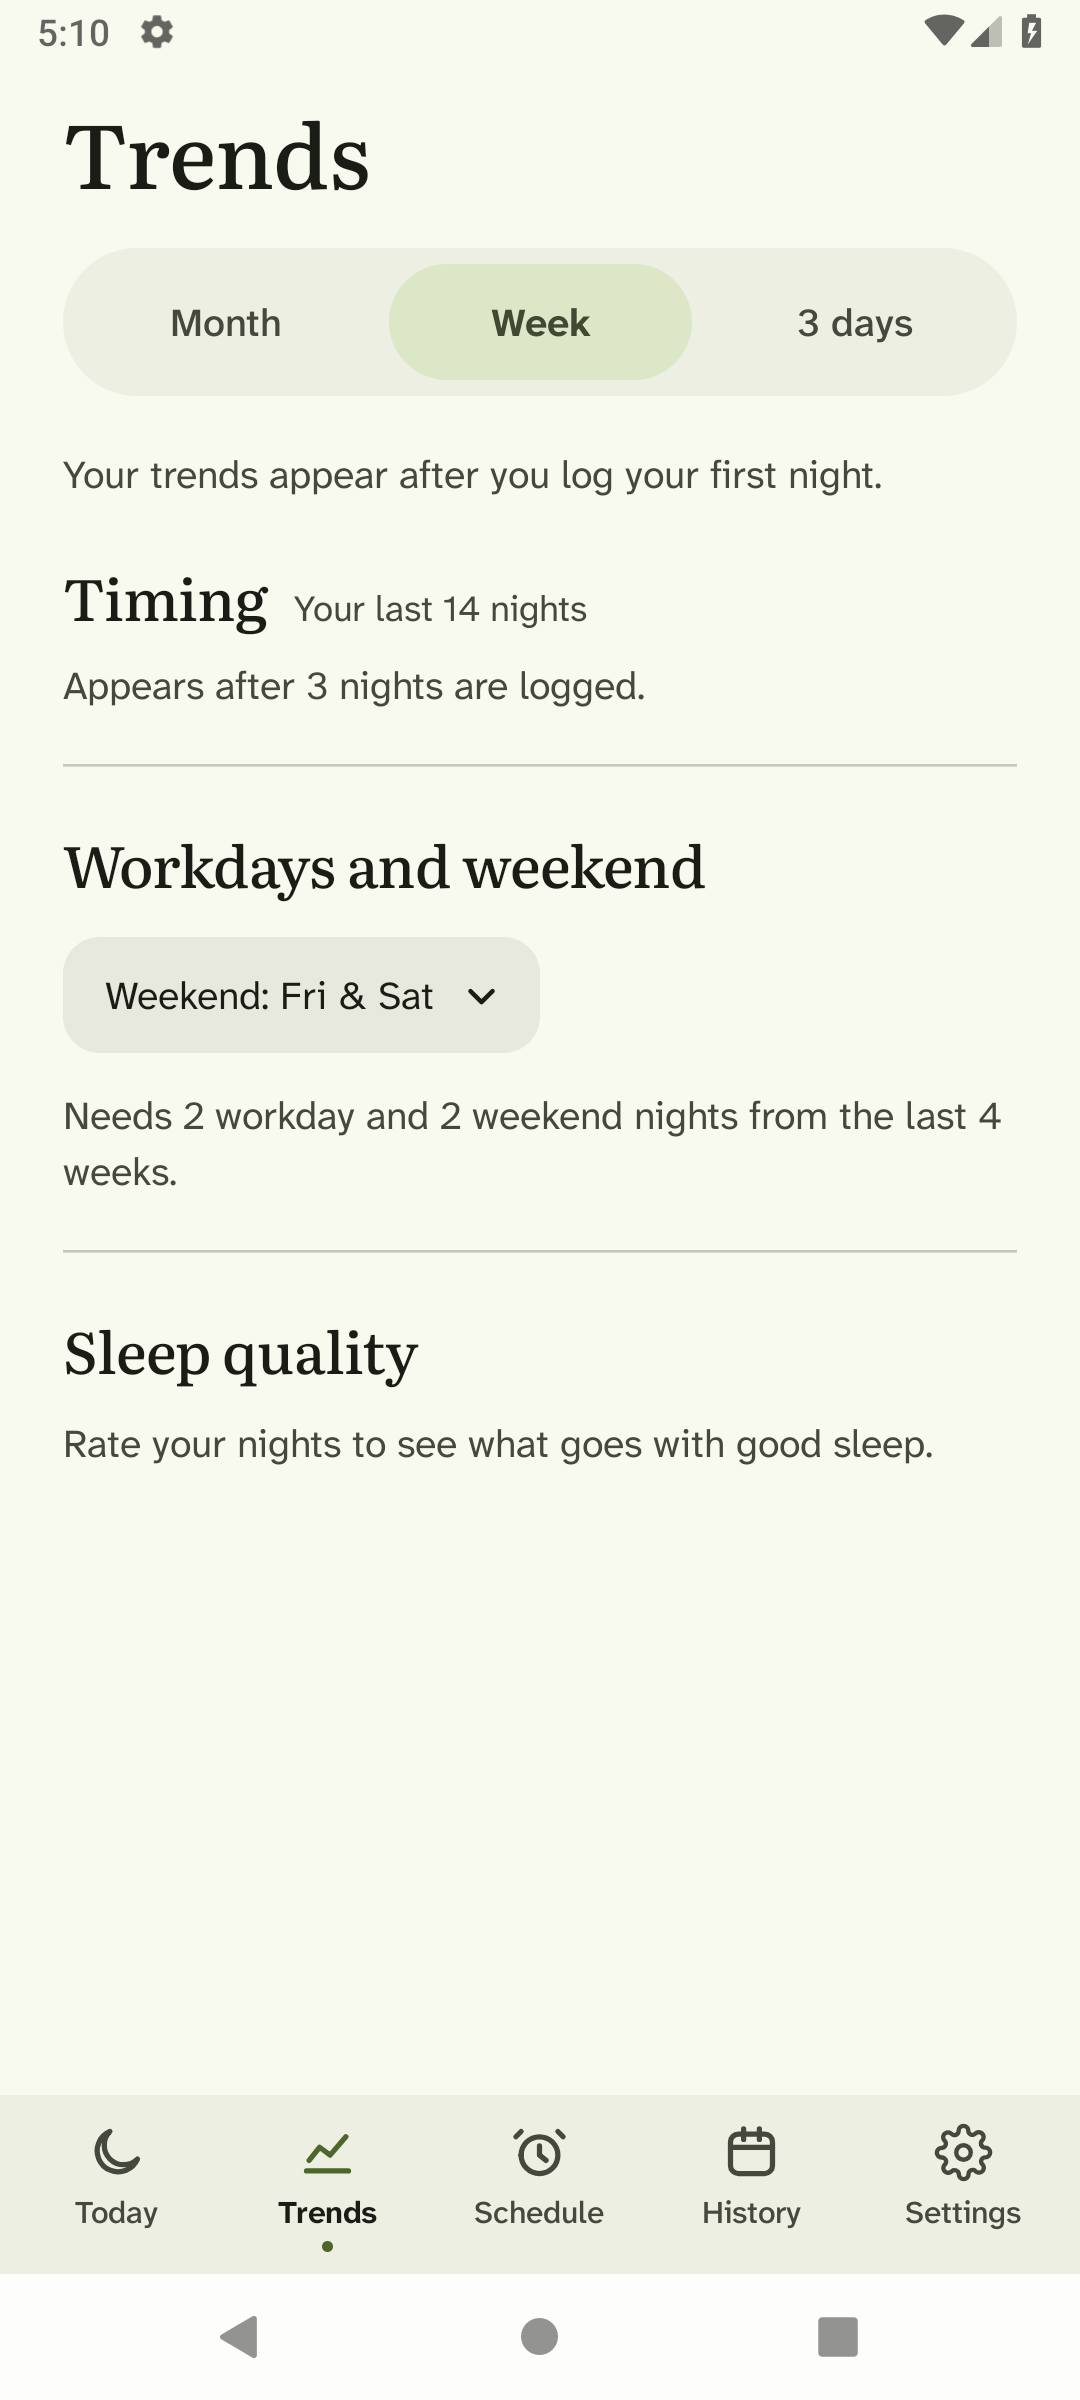 5:10
Trends
Month Week 3 days
Your trends appear after you log your first night.
Timing Your last 14 nights
Appears after 3 nights are logged.
Workdays and weekend
Weekend: Fri & Sat
Needs 2 workday and 2 weekend nights from the last 4
weeks.
Sleep quality
Rate your nights to see what goes with good sleep.
Today Trends Schedule History Settings